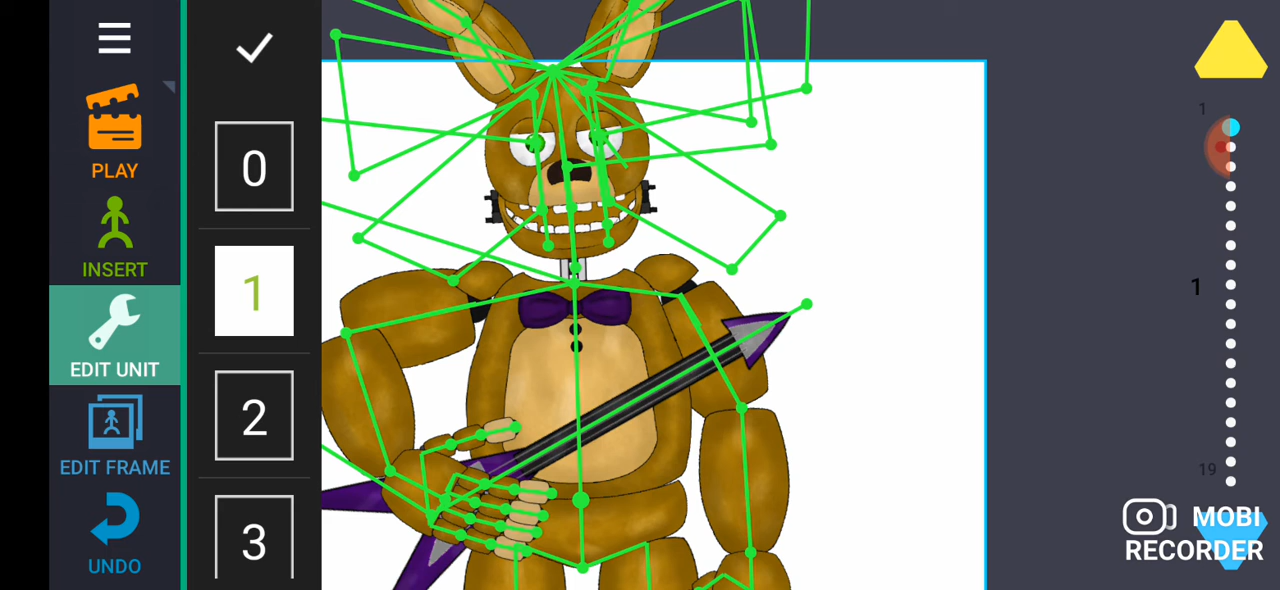 PLAY
INSERT
EDIT UNIT
EDIT FRAME
UNDO
0
1
2
3
1
1
19
MOBI
RECORDER